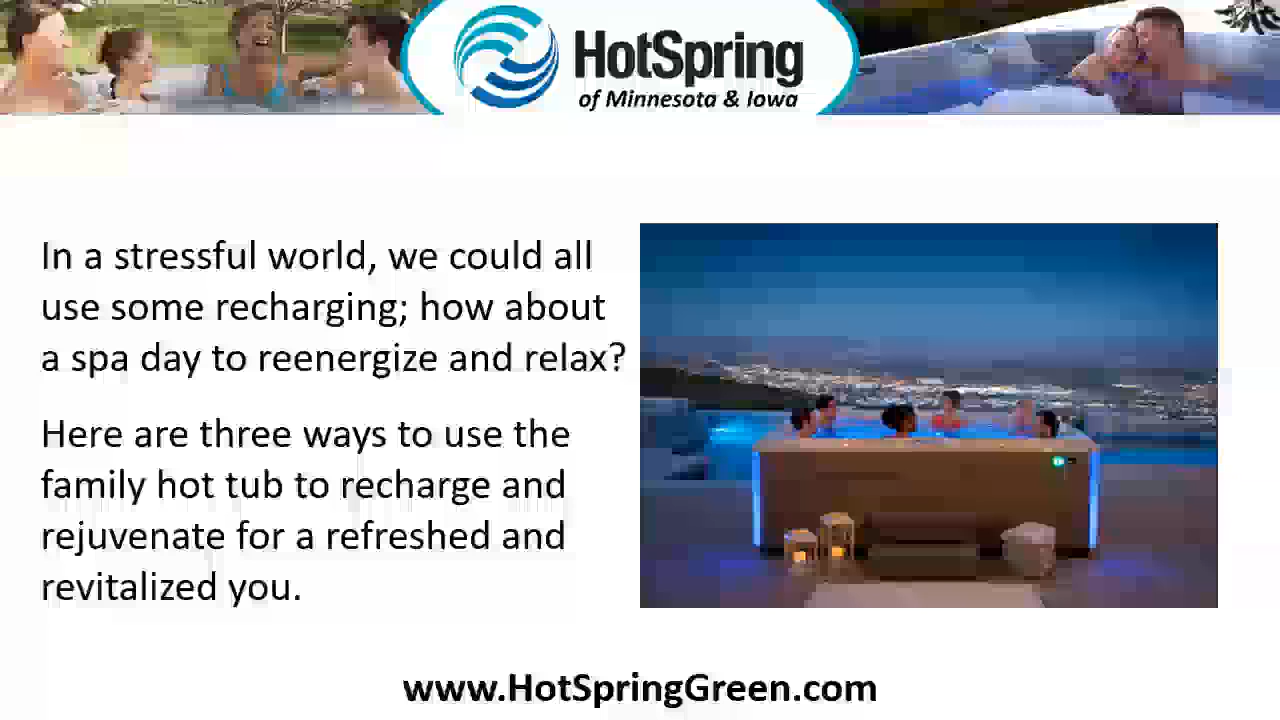 HotSpring
of Minnesota & Iowa
In a stressful world, we could all
use some recharging; how about
a spa day to reenergize and relax?
Here are three ways to use the
family hot tub to recharge and
rejuvenate for a refreshed and
revitalized you.
www.HotSpringGreen.com